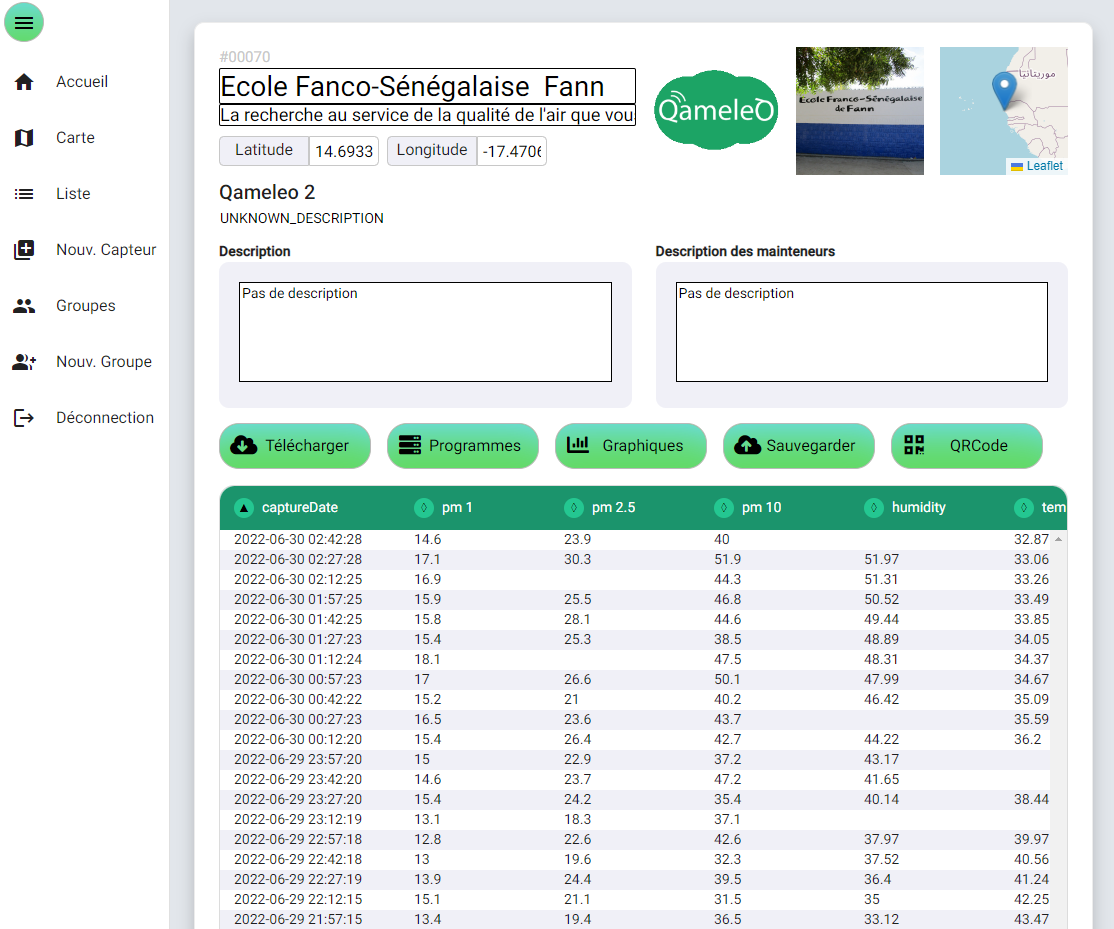 #00070
Ecole Fanco-Sénégalaise  Fann
La recherche au service de la qualité de l'air que vou
Latitude 14.6933 Longitude -17.4706
Qameleo
Ecole Franco-Sénégalaise
de Fann
موريتانيا
Leaflet
Accueil
Carte
Liste
Nouv. Capteur
Groupes
Nouv. Groupe
Déconnection
Qameleo 2
UNKNOWN_DESCRIPTION
Description
Pas de description
Description des mainteneurs
Pas de description
Télécharger Programmes Graphiques Sauvegarder QRCode
captureDate pm 1 pm 2.5 pm 10 humidity tem
2022-06-30 02:42:28 14.6 23.9 40 32.87
2022-06-30 02:27:28 17.1 30.3 51.9 51.97 33.06
2022-06-30 02:12:25 16.9 44.3 51.31 33.26
2022-06-30 01:57:25 15.9 25.5 46.8 50.52 33.49
2022-06-30 01:42:25 15.8 28.1 44.6 49.44 33.85
2022-06-30 01:27:23 15.4 25.3 38.5 48.89 34.05
2022-06-30 01:12:24 18.1 47.5 48.31 34.37
2022-06-30 00:57:23 17 26.6 50.1 47.99 34.67
2022-06-30 00:42:22 15.2 21 40.2 46.42 35.09
2022-06-30 00:27:23 16.5 23.6 43.7 35.59
2022-06-30 00:12:20 15.4 26.4 42.7 44.22 36.2
2022-06-29 23:57:20 15 22.9 37.2 43.17
2022-06-29 23:42:20 14.6 23.7 47.2 41.65
2022-06-29 23:27:20 15.4 24.2 35.4 40.14 38.44
2022-06-29 23:12:19 13.1 18.3 37.1
2022-06-29 22:57:18 12.8 22.6 42.6 37.97 39.97
2022-06-29 22:42:18 13 19.6 32.3 37.52 40.56
2022-06-29 22:27:19 13.9 24.4 39.5 36.4 41.24
2022-06-29 22:12:15 15.1 21.1 31.5 35 42.25
2022-06-29 21:57:15 13.4 19.4 36.5 33.12 43.47